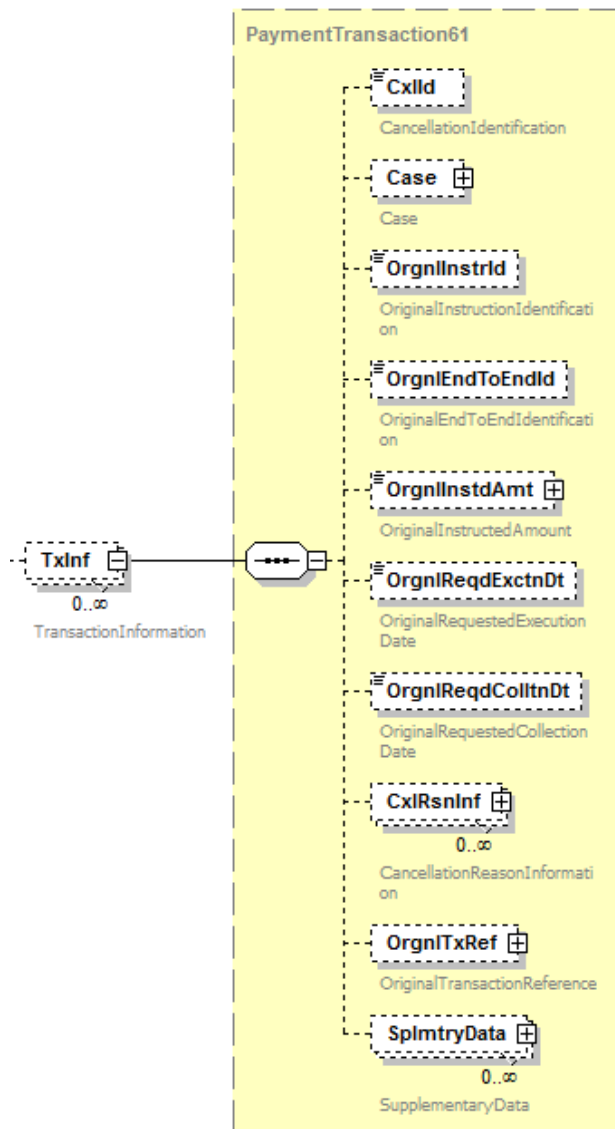 PaymentTransaction61
CxlId
CancellationIdentification
Case
Case
OrgnlInstrId
OriginalInstructionIdentificati
on
OrgnlEndToEndId
OriginalEndToEndIdentificati
on
OrgnlInstdAmt
OriginalInstructedAmount
TxInf
0..∞
TransactionInformation
OrgnlReqdExctnDt
OriginalRequestedExecution
Date
OrgnlReqdColltnDt
OriginalRequestedCollection
Date
CxlRsnInf
0..∞
CancellationReasonInformati
on
OrgnlTxRef
OriginalTransactionReference
SplmtryData
0..∞
SupplementaryData